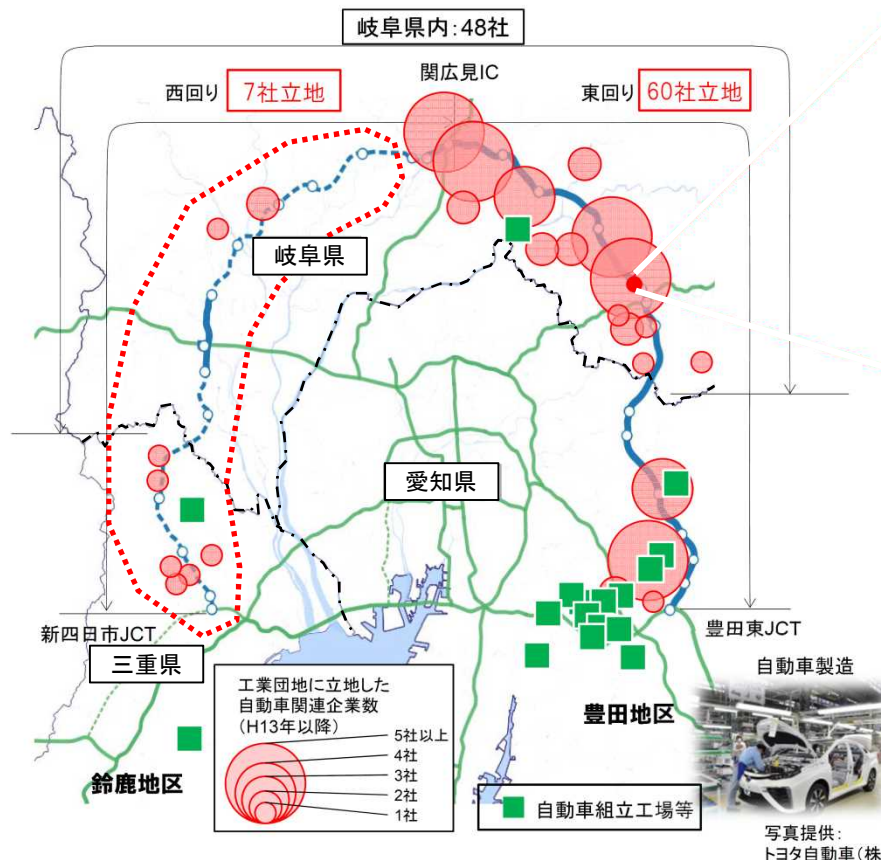 岐阜県内：48社
関広見IC
西回り 7社立地
東回り 60社立地
岐阜県
愛知県
新四日市JCT
三重県
豊田東JCT
自動車製造
工業団地に立地した
自動車関連企業数
（H13年以降）
5社以上
4社
3社
2社
1社
豊田地区
鈴鹿地区
自動車組立工場等
写真提供：
トヨタ自動車（株